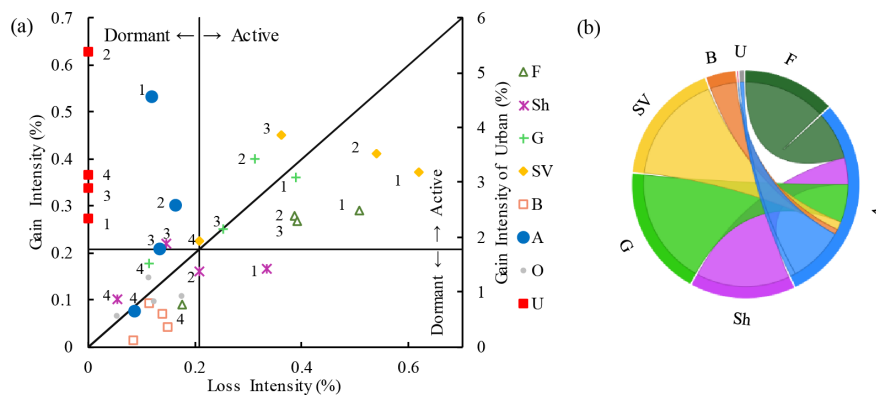 (a)
0.7
0.6
0.5
0.4
0.3
0.2
0.1
0
Gain Intensity (%)
Dormant ← → Active
2
1
4
3
1
2
3
3
4
4
4
4
3
4
2
1
3
2
1
2
3
1
2
1
0 0.2 0.4 0.6
Loss Intensity (%)
6
5
4
3
2
1
0
Gain Intensity of Urban (%)
Dormant ← → Active
F
Sh
G
SV
B
A
O
U
(b)
U
B
F
SV
A
G
Sh